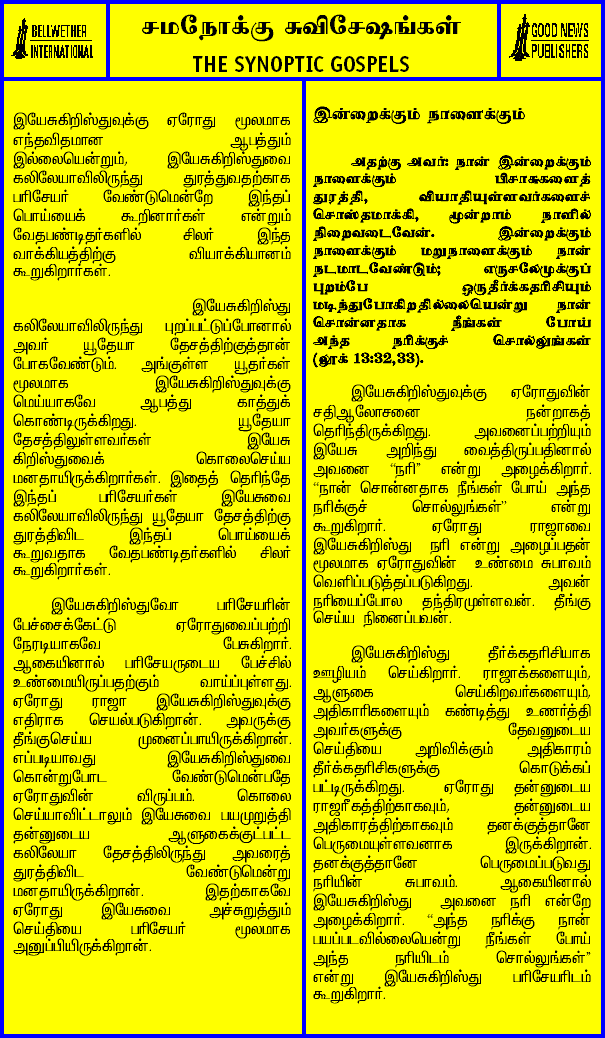 BELLWETHER
INTERNATIONAL
சமநோக்கு சுவிசேஷங்கள்
THE SYNOPTIC GOSPELS
GOOD NEWS
PUBLISHERS
இயேசுகிறிஸ்துவுக்கு ஏரோது மூலமாக
எந்தவிதமான ஆபத்தும்
இல்லையென்றும், இயேசுகிறிஸ்துவை
கலிலேயாவிலிருந்து துரத்துவதற்காக
பரிசேயர் வேண்டுமென்றே இந்தப்
பொய்யைக் கூறினார்கள் என்றும்
வேதபண்டிதர்களில் சிலர் இந்த
வாக்கியத்திற்கு வியாக்கியானம்
கூறுகிறார்கள்.
இயேசுகிறிஸ்து
கலிலேயாவிலிருந்து புறப்பட்டுப்போனால்
அவர் யூதேயா தேசத்திற்குத்தான்
போகவேண்டும். அங்குள்ள யூதர்கள்
மூலமாக இயேசுகிறிஸ்துவுக்கு
மெய்யாகவே ஆபத்து காத்துக்
கொண்டிருக்கிறது. யூதேயா
தேசத்திலுள்ளவர்கள் இயேசு
கிறிஸ்துவைக் கொலைசெய்ய
மனதாயிருக்கிறார்கள். இதைத் தெரிந்தே
இந்தப் பரிசேயர்கள் இயேசுவை
கலிலேயாவிலிருந்து யூதேயா தேசத்திற்கு
துரத்திவிட இந்தப் பொய்யைக்
கூறுவதாக வேதபண்டிதர்களில் சிலர்
கூறுகிறார்கள்.
இயேசுகிறிஸ்துவோ பரிசேயரின்
பேச்சைக்கேட்டு ஏரோதுவைப்பற்றி
நேரடியாகவே பேசுகிறார்.
ஆகையினால் பரிசேயருடைய பேச்சில்
உண்மையிருப்பதற்கும் வாய்ப்புள்ளது.
ஏரோது ராஜா இயேசுகிறிஸ்துவுக்கு
எதிராக செயல்படுகிறான். அவருக்கு
தீங்குசெய்ய முனைப்பாயிருக்கிறான்.
எப்படியாவது இயேசுகிறிஸ்துவை
கொன்றுபோட வேண்டுமென்பதே
ஏரோதுவின் விருப்பம். கொலை
செய்யாவிட்டாலும் இயேசுவை பயமுறுத்தி
தன்னுடைய ஆளுகைக்குட்பட்ட
கலிலேயா தேசத்திலிருந்து அவரைத்
துரத்திவிட வேண்டுமென்று
மனதாயிருக்கிறான். இதற்காகவே
ஏரோது இயேசுவை அச்சுறுத்தும்
செய்தியை பரிசேயர் மூலமாக
அனுப்பியிருக்கிறான்.
இன்றைக்கும் நாளைக்கும்
அதற்கு அவர்: நான் இன்றைக்கும்
நாளைக்கும் பிசாசுகளைத்
துரத்தி, வியாதியுள்ளவர்களைச்
சொஸ்தமாக்கி, மூன்றாம் நாளில்
நிறைவடைவேன். இன்றைக்கும்
நாளைக்கும் மறுநாளைக்கும் நான்
நடமாடவேண்டும்; எருசலேமுக்குப்
புறம்பே ஒருதீர்க்கதரிசியும்
மடிந்துபோகிறதில்லையென்று நான்
சொன்னதாக நீங்கள் போய்
அந்த நரிக்குச் சொல்லுங்கள்
(லூக் 13:32,33).
இயேசுகிறிஸ்துவுக்கு ஏரோதுவின்
சதிஆலோசனை நன்றாகத்
தெரிந்திருக்கிறது. அவனைப்பற்றியும்
இயேசு அறிந்து வைத்திருப்பதினால்
அவனை “நரி” என்று அழைக்கிறார்.
“நான் சொன்னதாக நீங்கள் போய் அந்த
நரிக்குச் சொல்லுங்கள்” என்று
கூறுகிறார். ஏரோது ராஜாவை
இயேசுகிறிஸ்து நரி என்று அழைப்பதன்
மூலமாக ஏரோதுவின் உண்மை சுபாவம்
வெளிப்படுத்தப்படுகிறது. அவன்
நரியைப்போல தந்திரமுள்ளவன். தீங்கு
செய்ய நினைப்பவன்.
இயேசுகிறிஸ்து தீர்க்கதரிசியாக
ஊழியம் செய்கிறார். ராஜாக்களையும்,
ஆளுகை செய்கிறவர்களையும்,
அதிகாரிகளையும் கண்டித்து உணர்த்தி
அவர்களுக்கு தேவனுடைய
செய்தியை அறிவிக்கும் அதிகாரம்
தீர்க்கதரிசிகளுக்கு கொடுக்கப்
பட்டிருக்கிறது. ஏரோது தன்னுடைய
ராஜரீகத்திற்காகவும், தன்னுடைய
அதிகாரத்திற்காகவும் தனக்குத்தானே
பெருமையுள்ளவனாக இருக்கிறான்.
தனக்குத்தானே பெருமைப்படுவது
நரியின் சுபாவம். ஆகையினால்
இயேசுகிறிஸ்து அவனை நரி என்றே
அழைக்கிறார். “அந்த நரிக்கு நான்
பயப்படவில்லையென்று நீங்கள் போய்
அந்த நரியிடம் சொல்லுங்கள்”
என்று இயேசுகிறிஸ்து பரிசேயரிடம்
கூறுகிறார்.